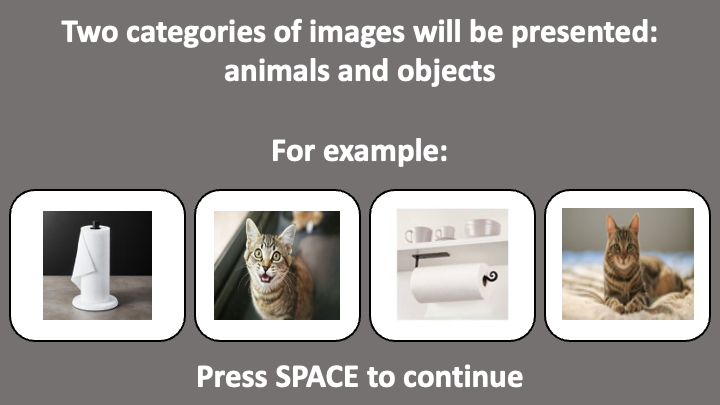 Two categories of images will be presented:
animals and objects
For example:
Press SPACE to continue